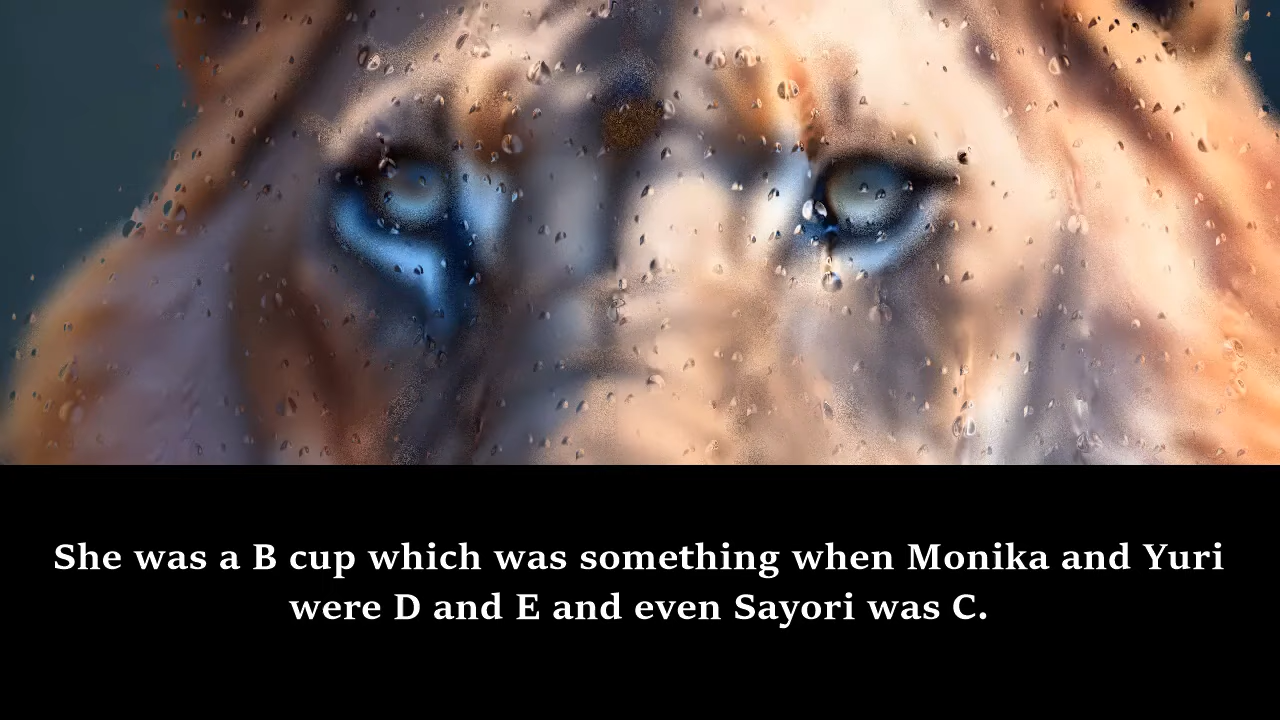 She was a B cup which was something when Monika and Yuri
were D and E and even Sayori was C.